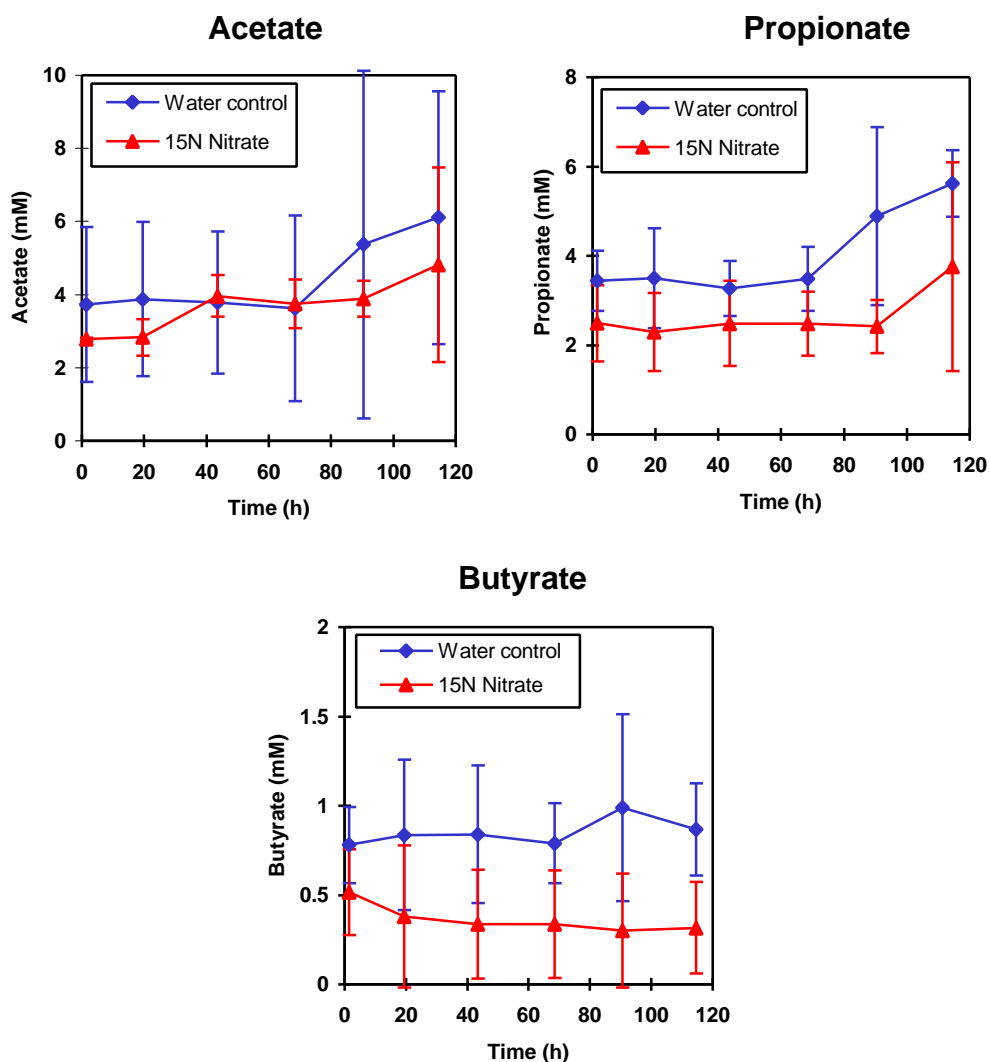 Acetate
Acetate (mM)
10
8
6
4
2
0
Water control
15N Nitrate
0 20 40 60 80 100 120
Time (h)
Propionate
Propionate (mM)
8
6
4
2
0
Water control
15N Nitrate
0 20 40 60 80 100 120
Time (h)
Butyrate
Butyrate (mM)
2
1.5
1
0.5
0
Water control
15N Nitrate
0 20 40 60 80 100 120
Time (h)